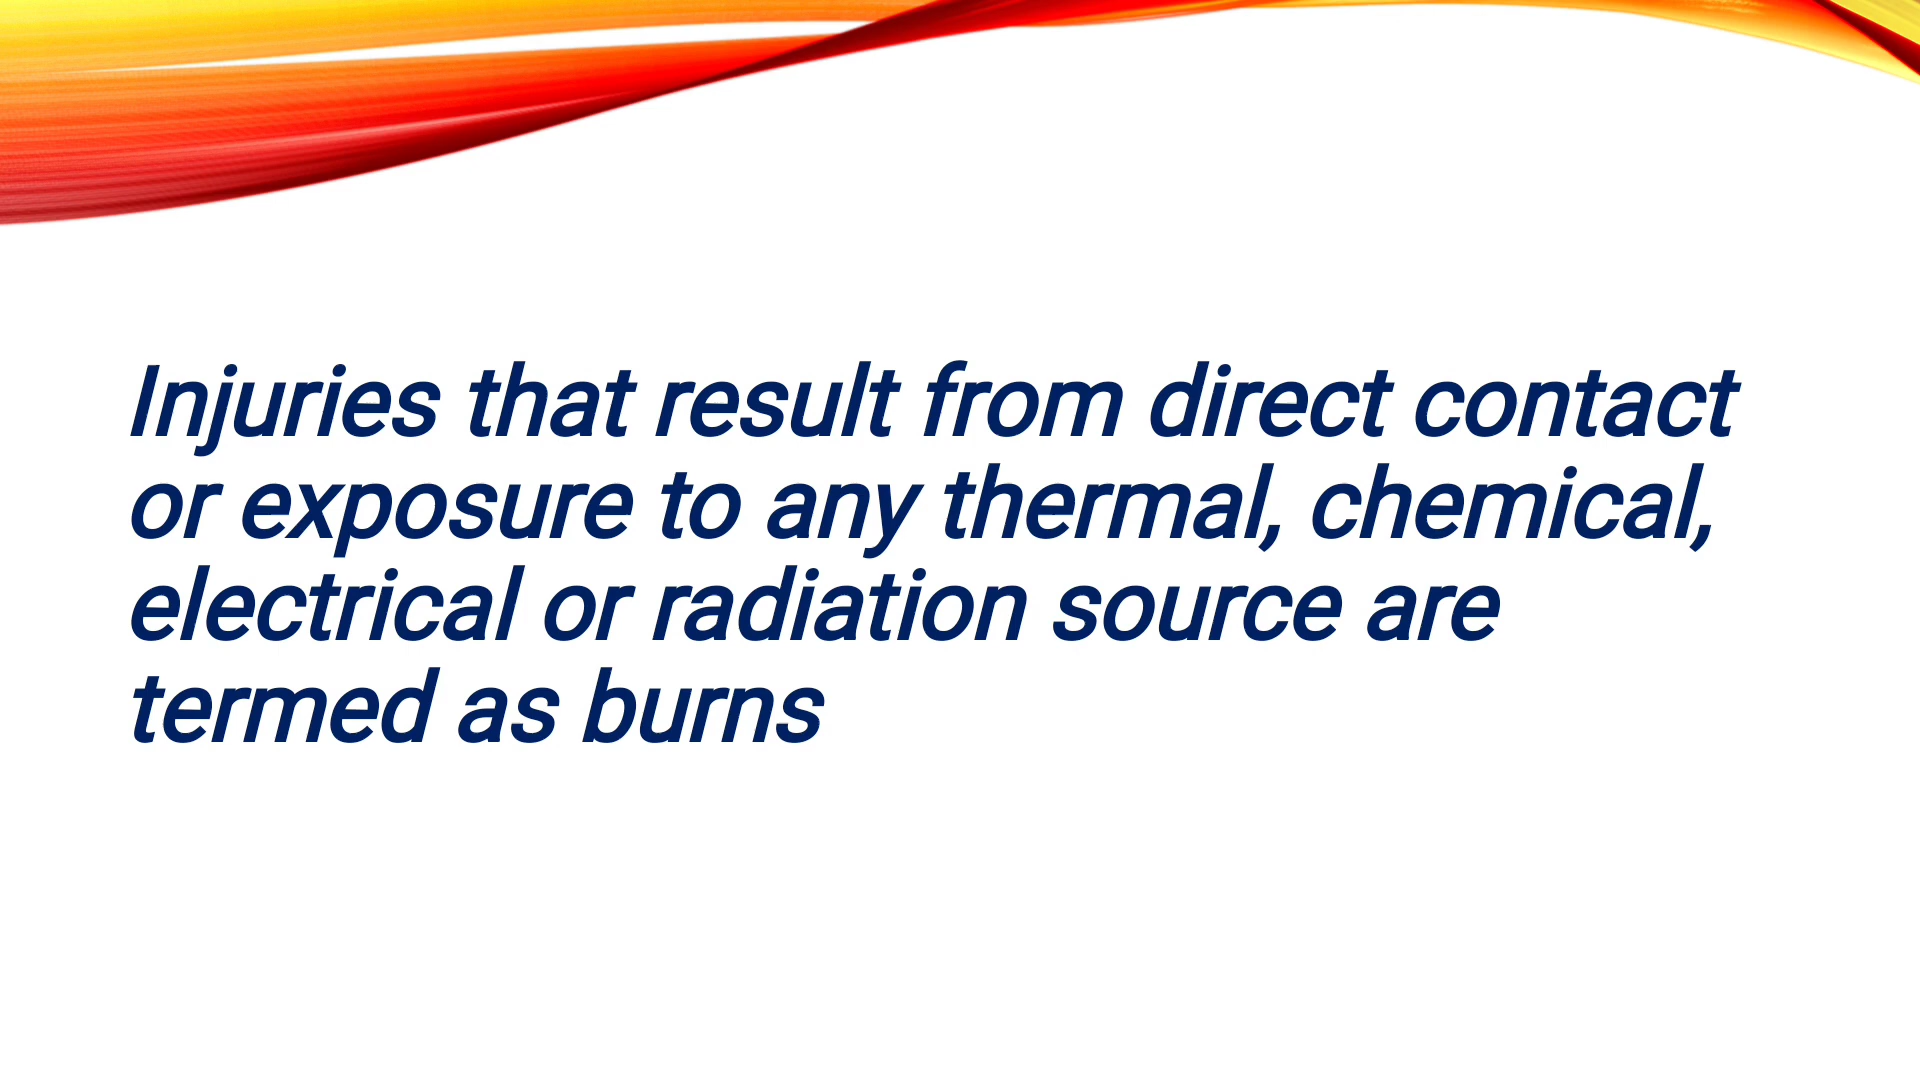 Injuries that result from direct contact
or exposure to any thermal, chemical,
electrical or radiation source are
termed as burns